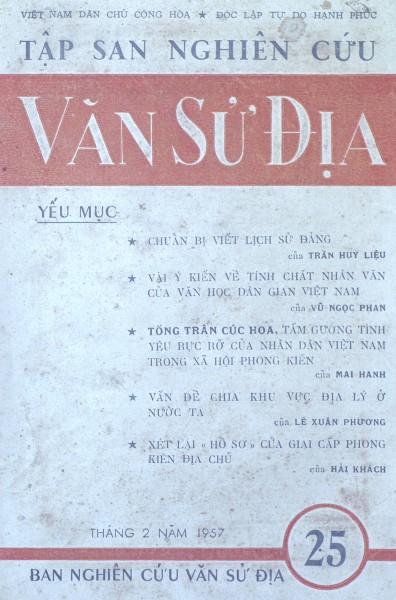 VIỆT NAM DÂN CHỦ CỘNG HÒA ★ ĐỘC LẬP TỰ DO HẠNH PHÚC
TẬP SAN NGHIÊN CỨU
VĂN SỬ ĐỊA
YẾU MỤC
★ CHUẨN BỊ VIẾT LỊCH SỬ ĐẢNG
của TRẦN HUY LIỆU
★ VÀI Ý KIẾN VỀ TÍNH CHẤT NHÂN VĂN
CỦA VĂN HỌC DÂN GIAN VIỆT NAM
của VŨ NGỌC PHAN
★ TỐNG TRÂN CÚC HOA, TẤM GƯƠNG TÌNH
YÊU RỰC RỠ CỦA NHÂN DÂN VIỆT NAM
TRONG XÃ HỘI PHONG KIẾN
của MAI HANH
★ VẤN ĐỀ CHIA KHU VỰC ĐỊA LÝ Ở
NƯỚC TA
của LÊ XUÂN PHƯƠNG
★ XÉT LẠI « HỒ SƠ » CỦA GIAI CẤP PHONG
KIẾN ĐỊA CHỦ
của HẢI KHÁCH
THÁNG 2 NĂM 1957
25
BAN NGHIÊN CỨU VĂN SỬ ĐỊA